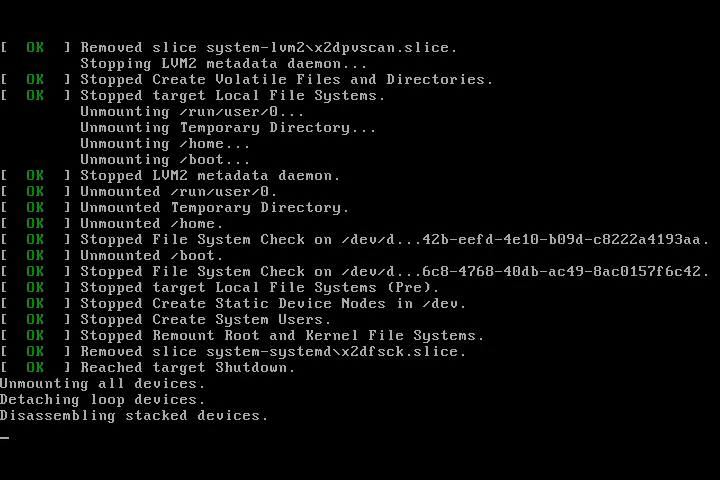 [  OK  ] Removed slice system-lvm2\x2dpvscan.slice.
         Stopping LVM2 metadata daemon...
[  OK  ] Stopped Create Volatile Files and Directories.
[  OK  ] Stopped target Local File Systems.
         Unmounting /run/user/0...
         Unmounting Temporary Directory...
         Unmounting /home...
         Unmounting /boot...
[  OK  ] Stopped LVM2 metadata daemon.
[  OK  ] Unmounted /run/user/0.
[  OK  ] Unmounted Temporary Directory.
[  OK  ] Unmounted /home.
[  OK  ] Stopped File System Check on /dev/d...42b-eefd-4e10-b09d-c8222a4193aa.
[  OK  ] Unmounted /boot.
[  OK  ] Stopped File System Check on /dev/d...6c8-4768-40db-ac49-8ac0157f6c42.
[  OK  ] Stopped target Local File Systems (Pre).
[  OK  ] Stopped Create Static Device Nodes in /dev.
[  OK  ] Stopped Create System Users.
[  OK  ] Stopped Remount Root and Kernel File Systems.
[  OK  ] Removed slice system-systemd\x2dfsck.slice.
[  OK  ] Reached target Shutdown.
Unmounting all devices.
Detaching loop devices.
Disassembling stacked devices.